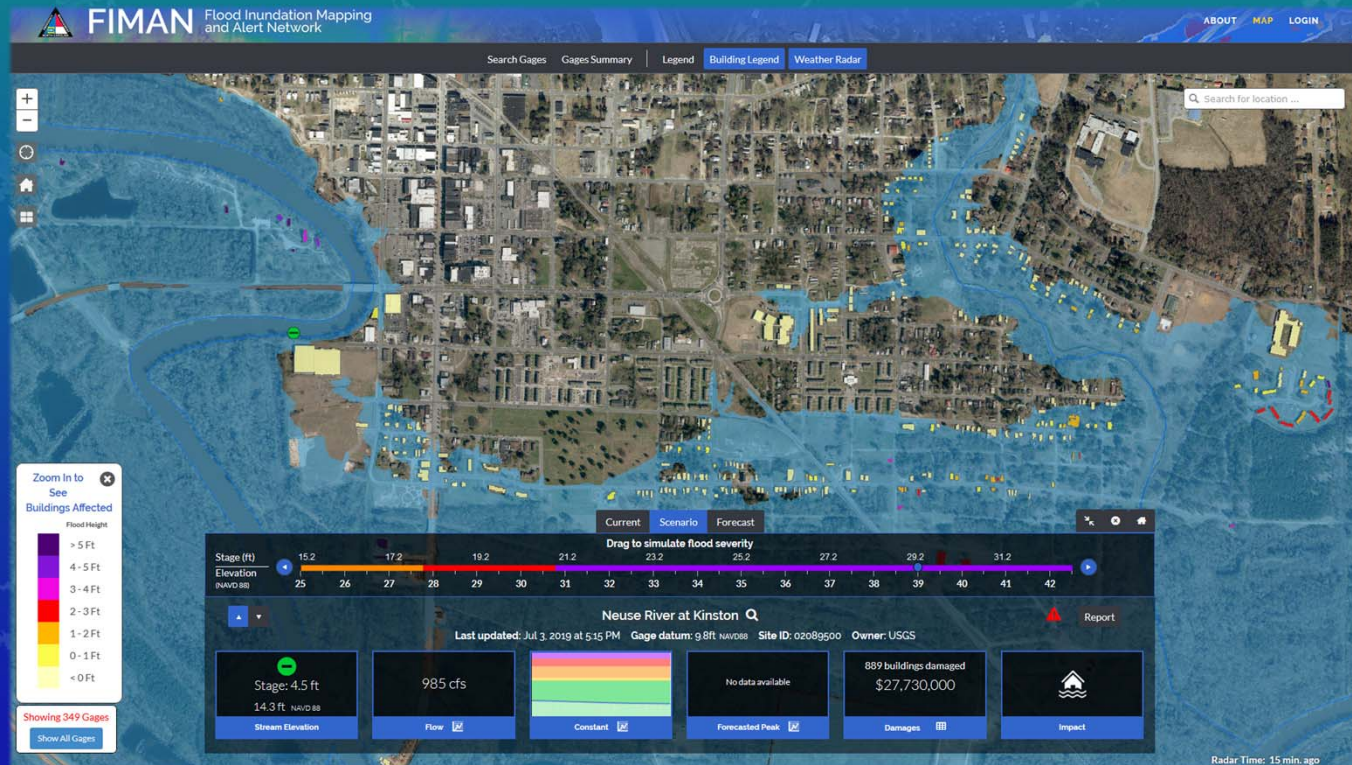 FIMAN
Flood Inundation Mapping
and Alert Network
ABOUT MAP LOGIN
Search Gages Gages Summary Legend Building Legend Weather Radar
+
−
Search for location ...
Zoom In to
See
Buildings Affected
Flood Height
> 5 Ft
4 - 5 Ft
3 - 4 Ft
2 - 3 Ft
1 - 2 Ft
0 - 1 Ft
< 0 Ft
Showing 349 Gages
Show All Gages
Current Scenario Forecast
Drag to simulate flood severity
Stage (ft) 15.2 17.2 19.2 21.2 23.2 25.2 27.2 29.2 31.2
Elevation
(NAVD 88) 25 26 27 28 29 30 31 32 33 34 35 36 37 38 39 40 41 42
Neuse River at Kinston
Report
Last updated: Jul 3, 2019 at 5:15 PM Gage datum: 9.8ft NAVD88 Site ID: 02089500 Owner: USGS
Stage: 4.5 ft
14.3 ft NAVD 88
Stream Elevation
985 cfs
Flow
Constant
No data available
Forecasted Peak
889 buildings damaged
$27,730,000
Damages
Impact
Radar Time: 15 min. ago